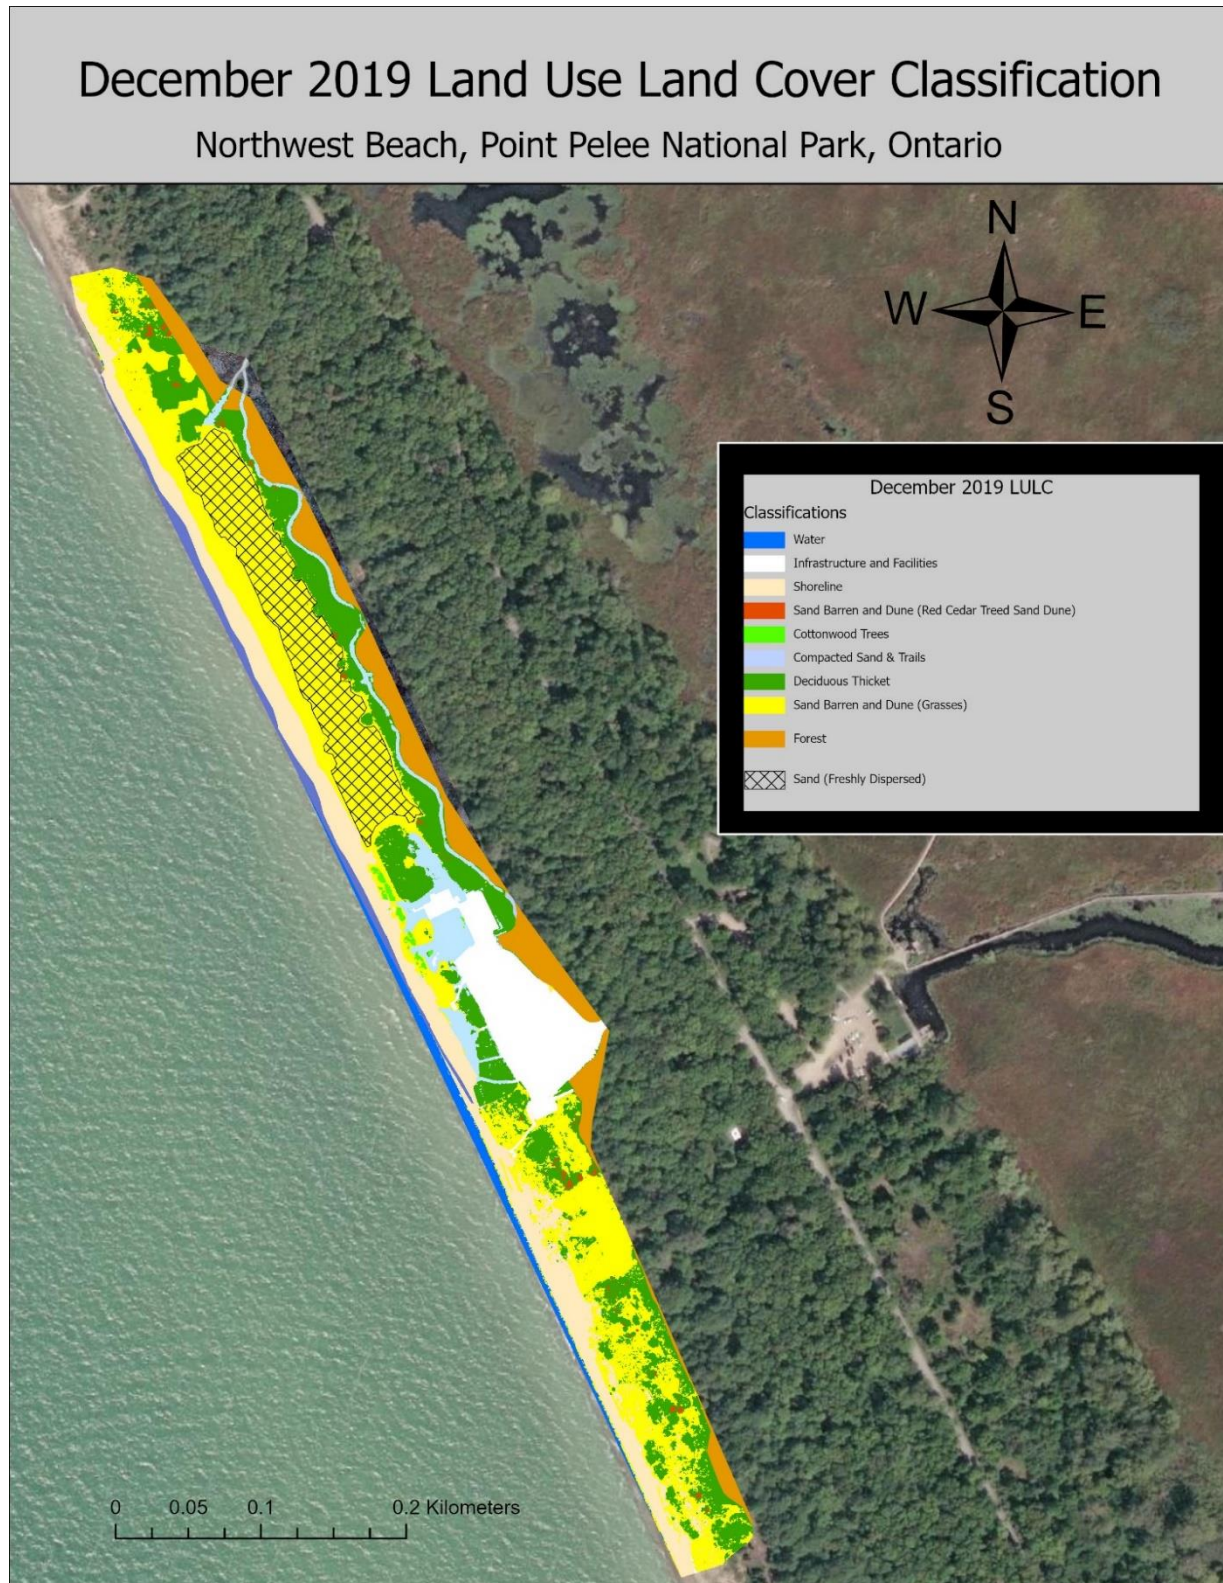 December 2019 Land Use Land Cover Classification
Northwest Beach, Point Pelee National Park, Ontario
N
W E
S
December 2019 LULC
Classifications
Water
Infrastructure and Facilities
Shoreline
Sand Barren and Dune (Red Cedar Treed Sand Dune)
Cottonwood Trees
Compacted Sand & Trails
Deciduous Thicket
Sand Barren and Dune (Grasses)
Forest
Sand (Freshly Dispersed)
0 0.05 0.1 0.2 Kilometers